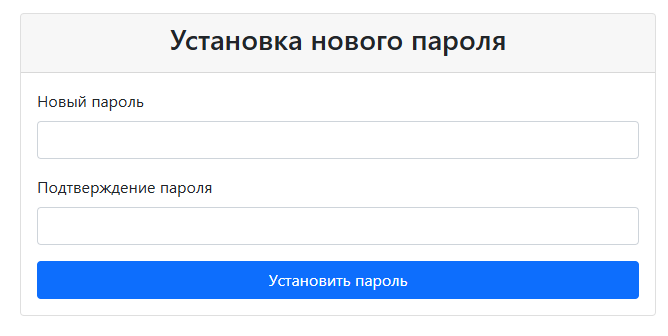 Установка нового пароля
Новый пароль
Подтверждение пароля
Установить пароль